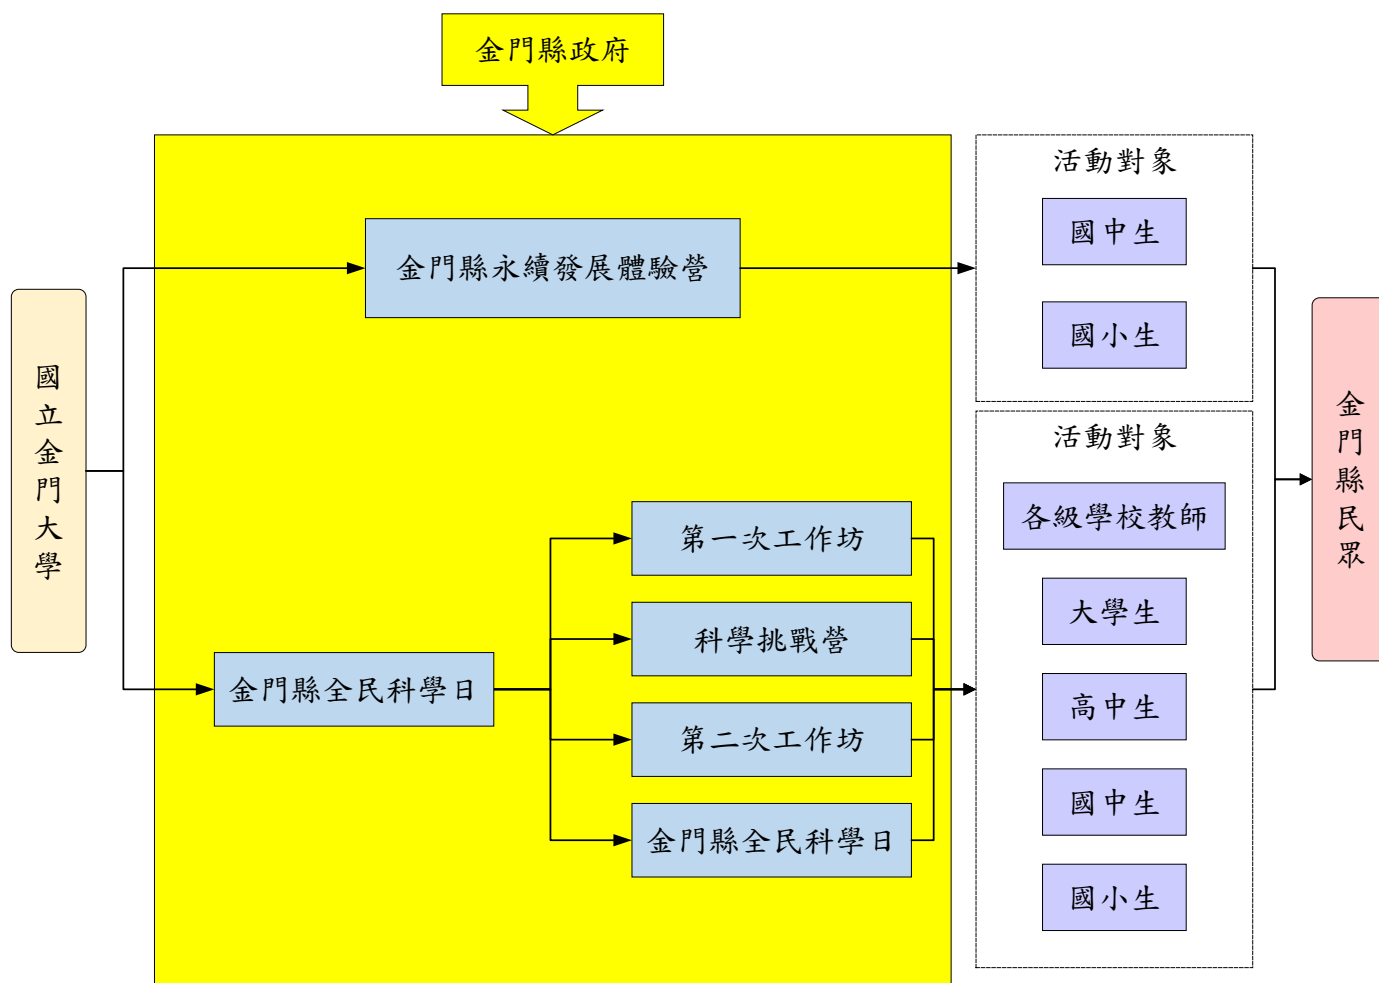 金門縣政府
國立金門大學
金門縣永續發展體驗營
金門縣全民科學日
第一次工作坊
科學挑戰營
第二次工作坊
金門縣全民科學日
活動對象
國中生
國小生
活動對象
各級學校教師
大學生
高中生
國中生
國小生
金門縣民眾